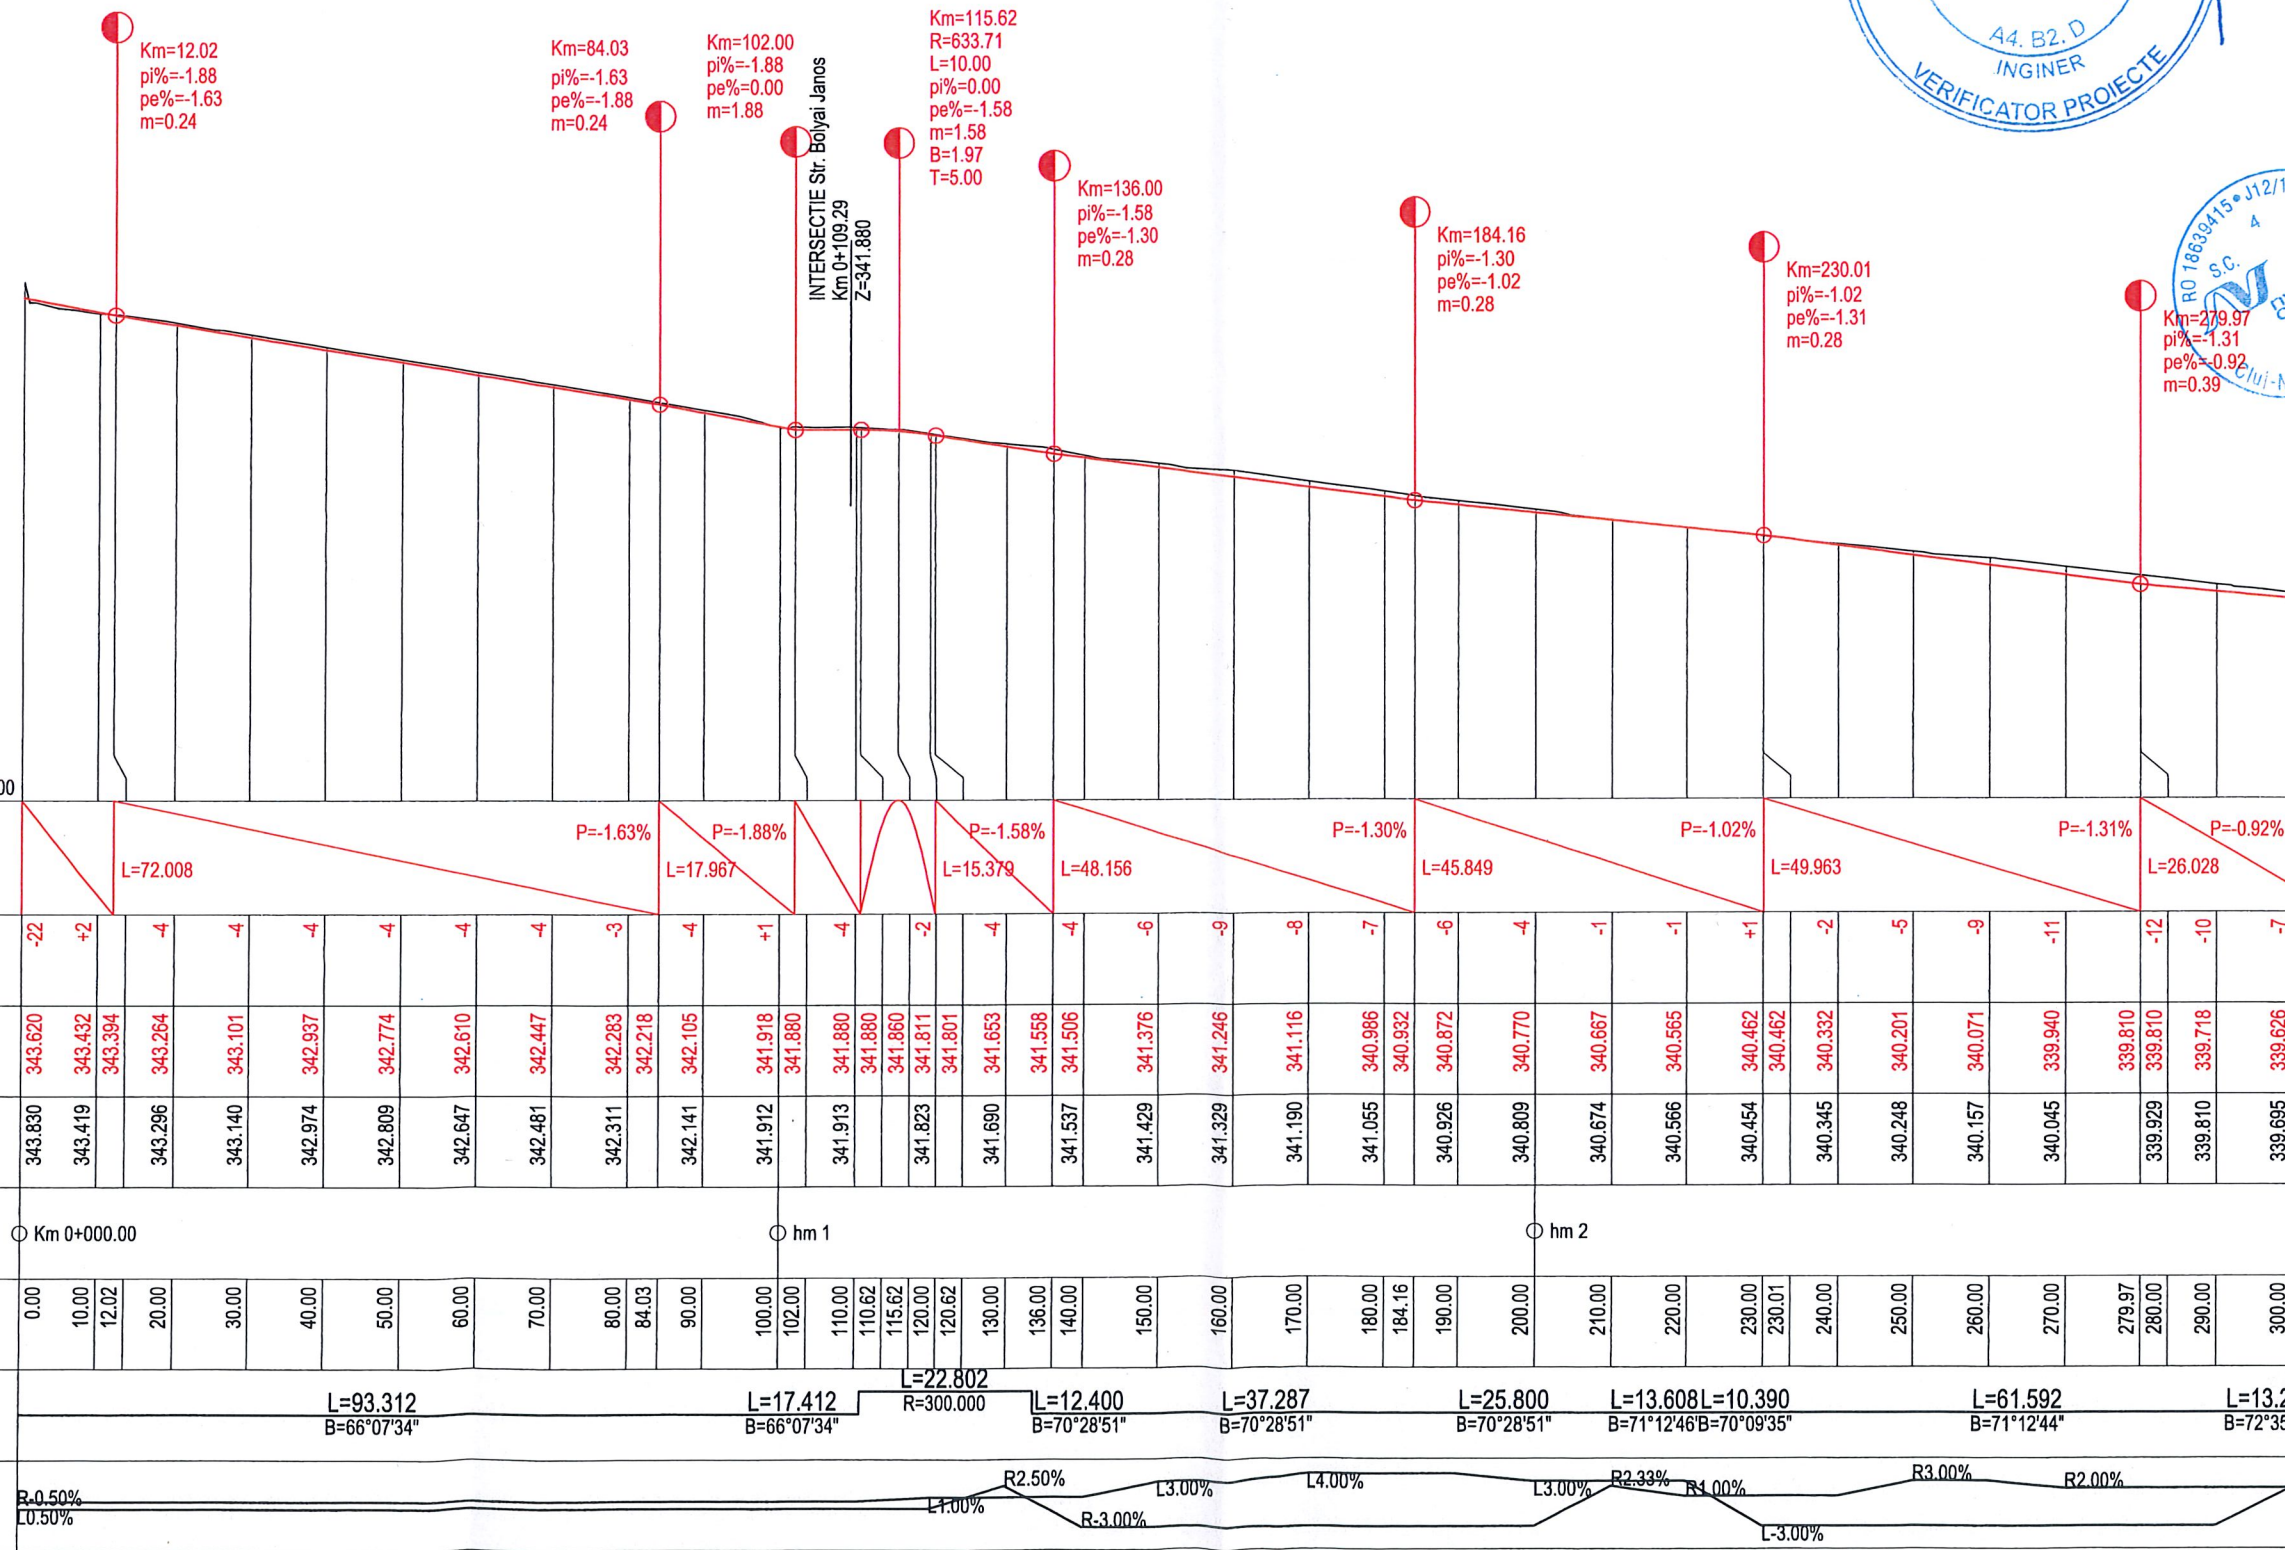 Km=12.02
pi%=-1.88
pe%=-1.63
m=0.24
Km=84.03
pi%=-1.63
pe%=-1.88
m=0.24
Km=102.00
pi%=-1.88
pe%=0.00
m=1.88
INTERSECTIE Str. Bolyai Janos
Km 0+109.29
Z=341.880
Km=115.62
R=633.71
L=10.00
pi%=0.00
pe%=-1.58
m=1.58
B=1.97
T=5.00
Km=136.00
pi%=-1.58
pe%=-1.30
m=0.28
Km=184.16
pi%=-1.30
pe%=-1.02
m=0.28
Km=230.01
pi%=-1.02
pe%=-1.31
m=0.28
Km=279.97
pi%=-1.31
pe%=-0.92
m=0.39
A4. B2. D
INGINER
VERIFICATOR PROIECTE
RO 18639415 • J12/1
4
S.C.
Cluj-N
00
P=-1.63% P=-1.88% P=-1.58% P=-1.30% P=-1.02% P=-1.31% P=-0.92%
L=72.008 L=17.967 L=15.379 L=48.156 L=45.849 L=49.963 L=26.028
-22 +2 -4 -4 -4 -4 -4 -4 -3 -4 +1 -4 -2 -4 -4 -6 -9 -8 -7 -6 -4 -1 -1 +1 -2 -5 -9 -11 -12 -10 -7
343.620 343.432 343.394 343.264 343.101 342.937 342.774 342.610 342.447 342.283 342.218 342.105 341.918 341.880 341.880 341.880 341.860 341.811 341.801 341.653 341.558 341.506 341.376 341.246 341.116 340.986 340.932 340.872 340.770 340.667 340.565 340.462 340.462 340.332 340.201 340.071 339.940 339.810 339.810 339.718 339.626
343.830 343.419 343.296 343.140 342.974 342.809 342.647 342.481 342.311 342.141 341.912 341.913 341.823 341.680 341.537 341.429 341.329 341.190 341.055 340.926 340.809 340.674 340.566 340.454 340.345 340.248 340.157 340.045 339.929 339.810 339.695
Km 0+000.00 hm 1 hm 2
0.00 10.00 12.02 20.00 30.00 40.00 50.00 60.00 70.00 80.00 84.03 90.00 100.00 102.00 110.00 110.62 115.62 120.00 120.62 130.00 136.00 140.00 150.00 160.00 170.00 180.00 184.16 190.00 200.00 210.00 220.00 230.00 230.01 240.00 250.00 260.00 270.00 279.97 280.00 290.00 300.00
L=93.312 L=17.412 L=22.802 L=12.400 L=37.287 L=25.800 L=13.608 L=10.390 L=61.592 L=13.2
B=66°07'34" B=66°07'34" R=300.000 B=70°28'51" B=70°28'51" B=70°28'51" B=71°12'46' B=70°09'35" B=71°12'44" B=72°35
R-0.50% R2.50% L3.00% L4.00% L3.00% R2.33% R1.00% R3.00% R2.00%
L0.50% L1.00% R-3.00% L-3.00%